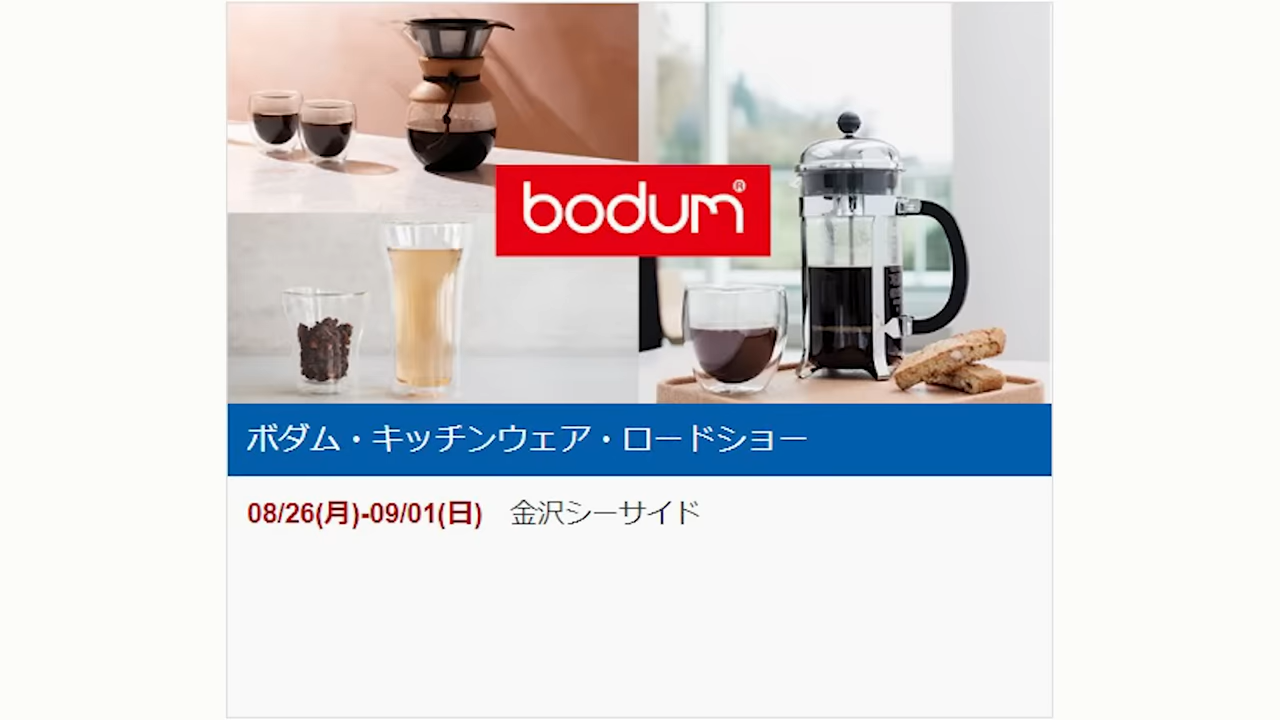 bodum®
ボダム・キッチンウェア・ロードショー
08/26(月)-09/01(日) 金沢シーサイド